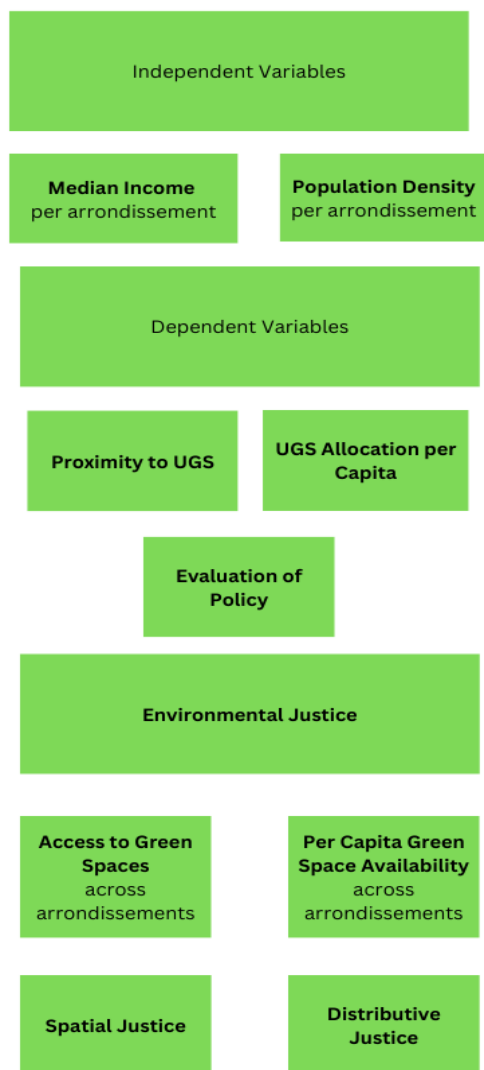 Independent Variables
Median Income
per arrondissement
Population Density
per arrondissement
Dependent Variables
Proximity to UGS
UGS Allocation per
Capita
Evaluation of
Policy
Environmental Justice
Access to Green
Spaces
across
arrondissements
Per Capita Green
Space Availability
across
arrondissements
Spatial Justice
Distributive
Justice